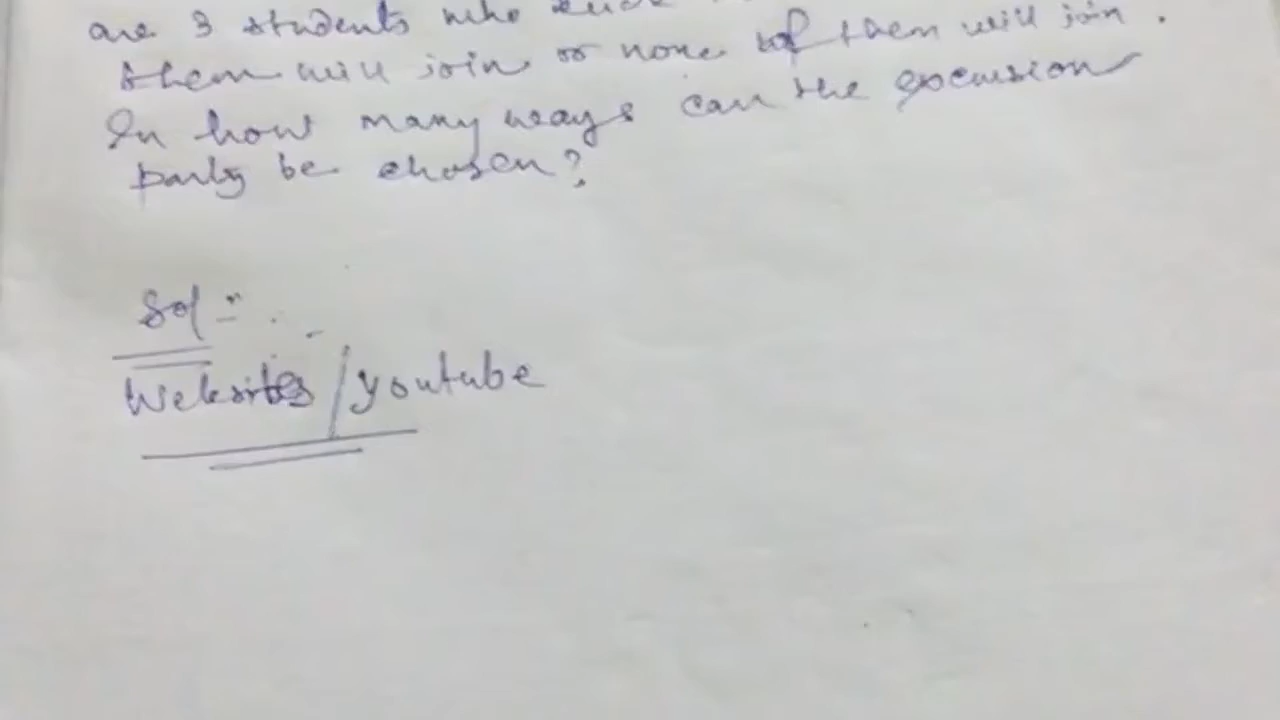 are 3 students who
them will join or none of them will join .
In how many ways can the excursion
party be chosen?
Sol =
Websites / youtube